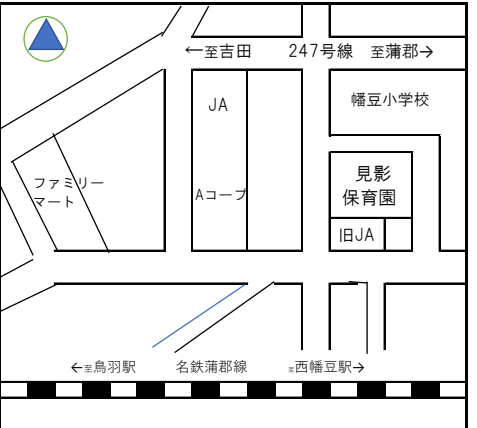 ←至吉田 247号線 至蒲郡→
JA
幡豆小学校
見影
保育園
ファミリー
マート
Aコープ
旧JA
←至鳥羽駅 名鉄蒲郡線 至西幡豆駅→